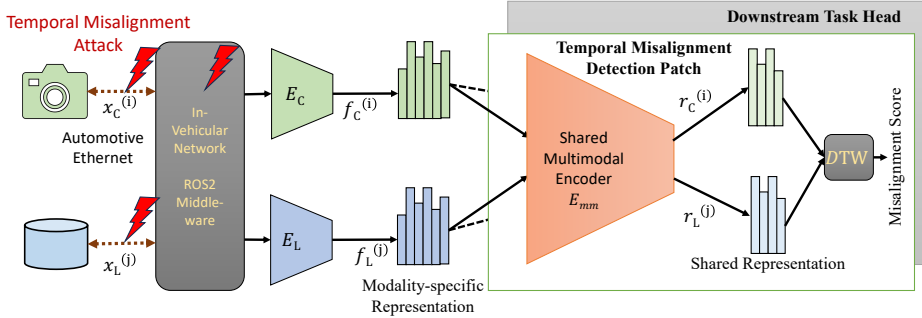 Temporal Misalignment
Attack
x_C^(i)
Automotive
Ethernet
x_L^(j)
In-
Vehicular
Network
ROS2
Middle-
ware
E_C
f_C^(i)
E_L
f_L^(j)
Modality-specific
Representation
Downstream Task Head
Temporal Misalignment
Detection Patch
Shared
Multimodal
Encoder
E_mm
r_C^(i)
r_L^(j)
Shared Representation
DTW
Misalignment Score